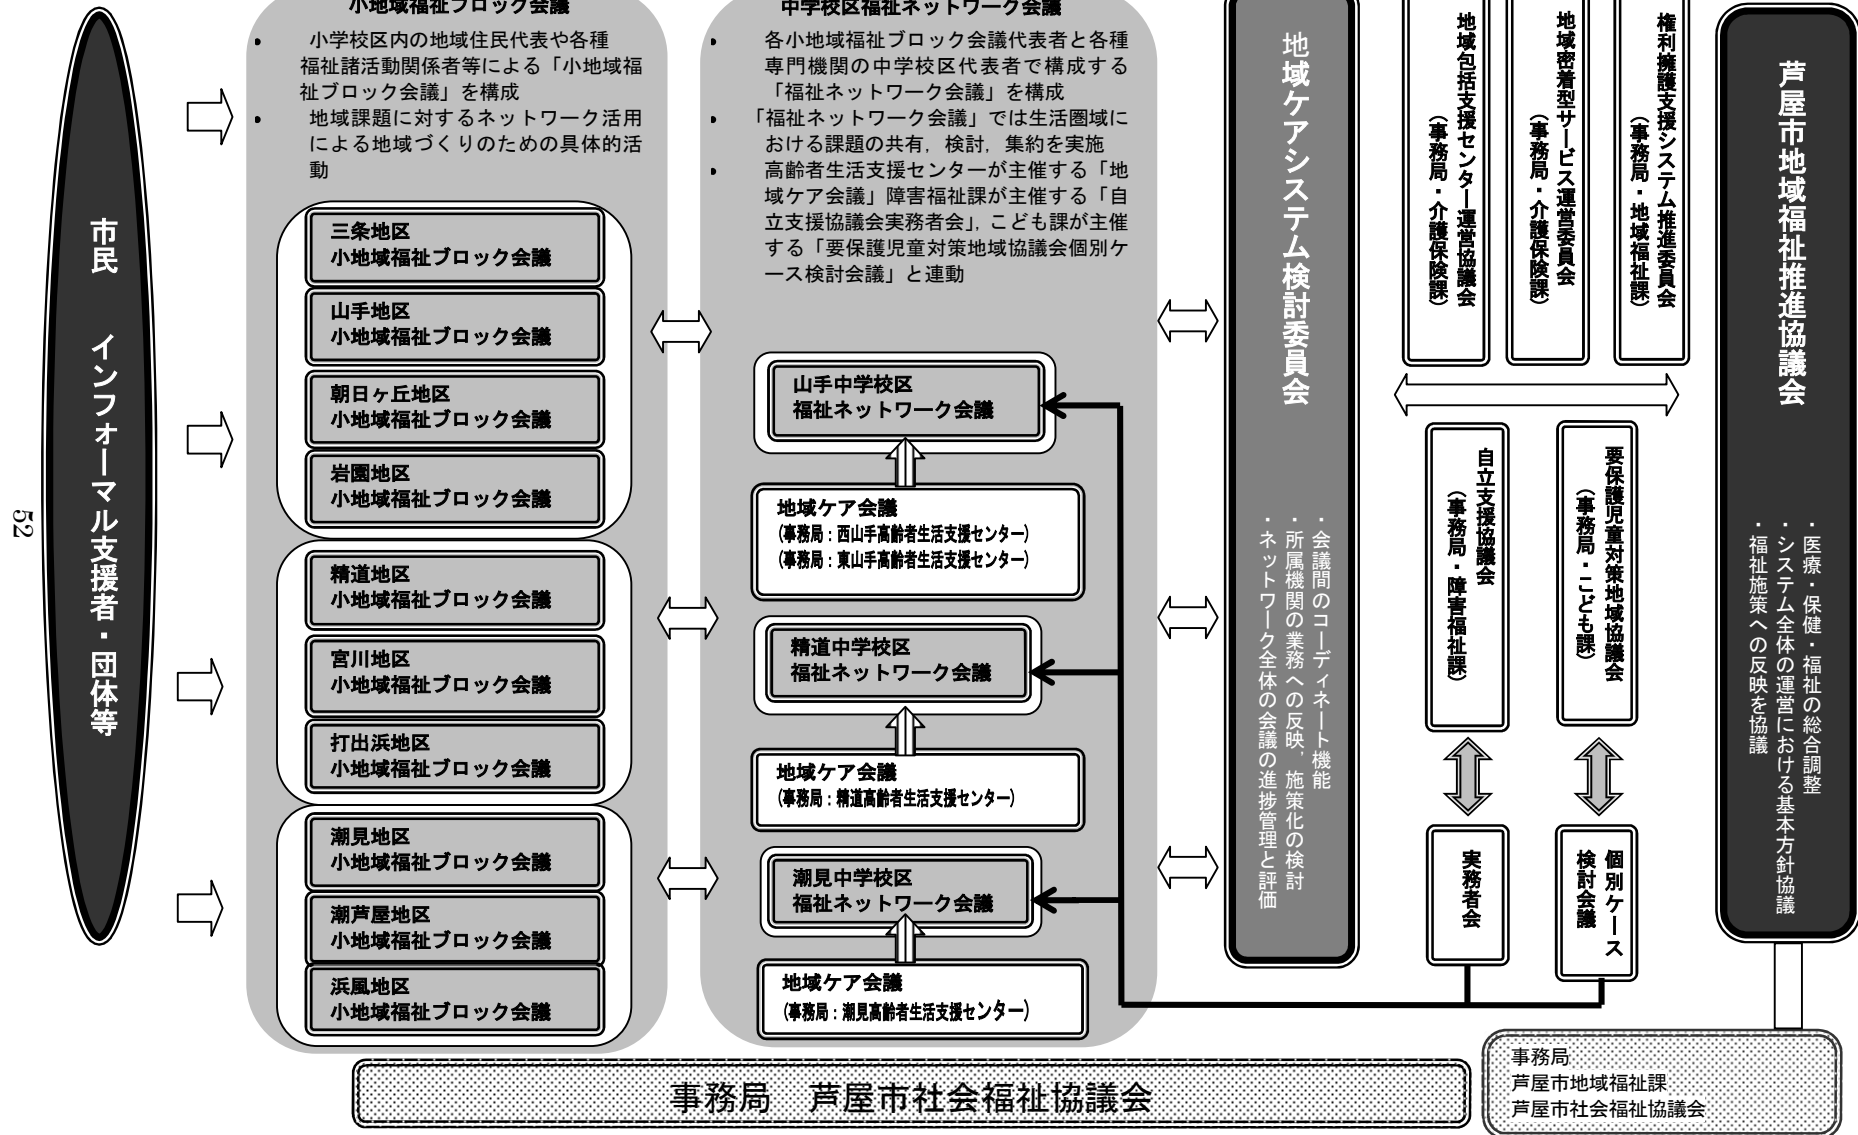 市民　インフォーマル支援者・団体等
52
小地域福祉ブロック会議
・ 小学校区内の地域住民代表や各種
福祉諸活動関係者等による「小地域福
祉ブロック会議」を構成
・ 地域課題に対するネットワーク活用
による地域づくりのための具体的活
動
三条地区
小地域福祉ブロック会議
山手地区
小地域福祉ブロック会議
朝日ヶ丘地区
小地域福祉ブロック会議
岩園地区
小地域福祉ブロック会議
精道地区
小地域福祉ブロック会議
宮川地区
小地域福祉ブロック会議
打出浜地区
小地域福祉ブロック会議
潮見地区
小地域福祉ブロック会議
潮芦屋地区
小地域福祉ブロック会議
浜風地区
小地域福祉ブロック会議
中学校区福祉ネットワーク会議
・ 各小地域福祉ブロック会議代表者と各種
専門機関の中学校区代表者で構成する
「福祉ネットワーク会議」を構成
・ 「福祉ネットワーク会議」では生活圏域に
おける課題の共有，検討，集約を実施
・ 高齢者生活支援センターが主催する「地
域ケア会議」障害福祉課が主催する「自
立支援協議会実務者会」，こども課が主催
する「要保護児童対策地域協議会個別ケ
ース検討会議」と連動
山手中学校区
福祉ネットワーク会議
地域ケア会議
(事務局：西山手高齢者生活支援センター)
(事務局：東山手高齢者生活支援センター)
精道中学校区
福祉ネットワーク会議
地域ケア会議
(事務局：精道高齢者生活支援センター)
潮見中学校区
福祉ネットワーク会議
地域ケア会議
(事務局：潮見高齢者生活支援センター)
地域ケアシステム検討委員会
・会議間のコーディネート機能
・所属機関の業務への反映，施策化の検討
・ネットワーク全体の会議の進捗管理と評価
地域包括支援センター運営協議会
（事務局・介護保険課）
地域密着型サービス運営委員会
（事務局・介護保険課）
権利擁護支援システム推進委員会
（事務局・地域福祉課）
自立支援協議会
（事務局・障害福祉課）
要保護児童対策地域協議会
（事務局・こども課）
実務者会
個別ケース
検討会議
芦屋市地域福祉推進協議会
・医療・保健・福祉の総合調整
・システム全体の運営における基本方針協議
・福祉施策への反映を協議
事務局　芦屋市社会福祉協議会
事務局
芦屋市地域福祉課
芦屋市社会福祉協議会